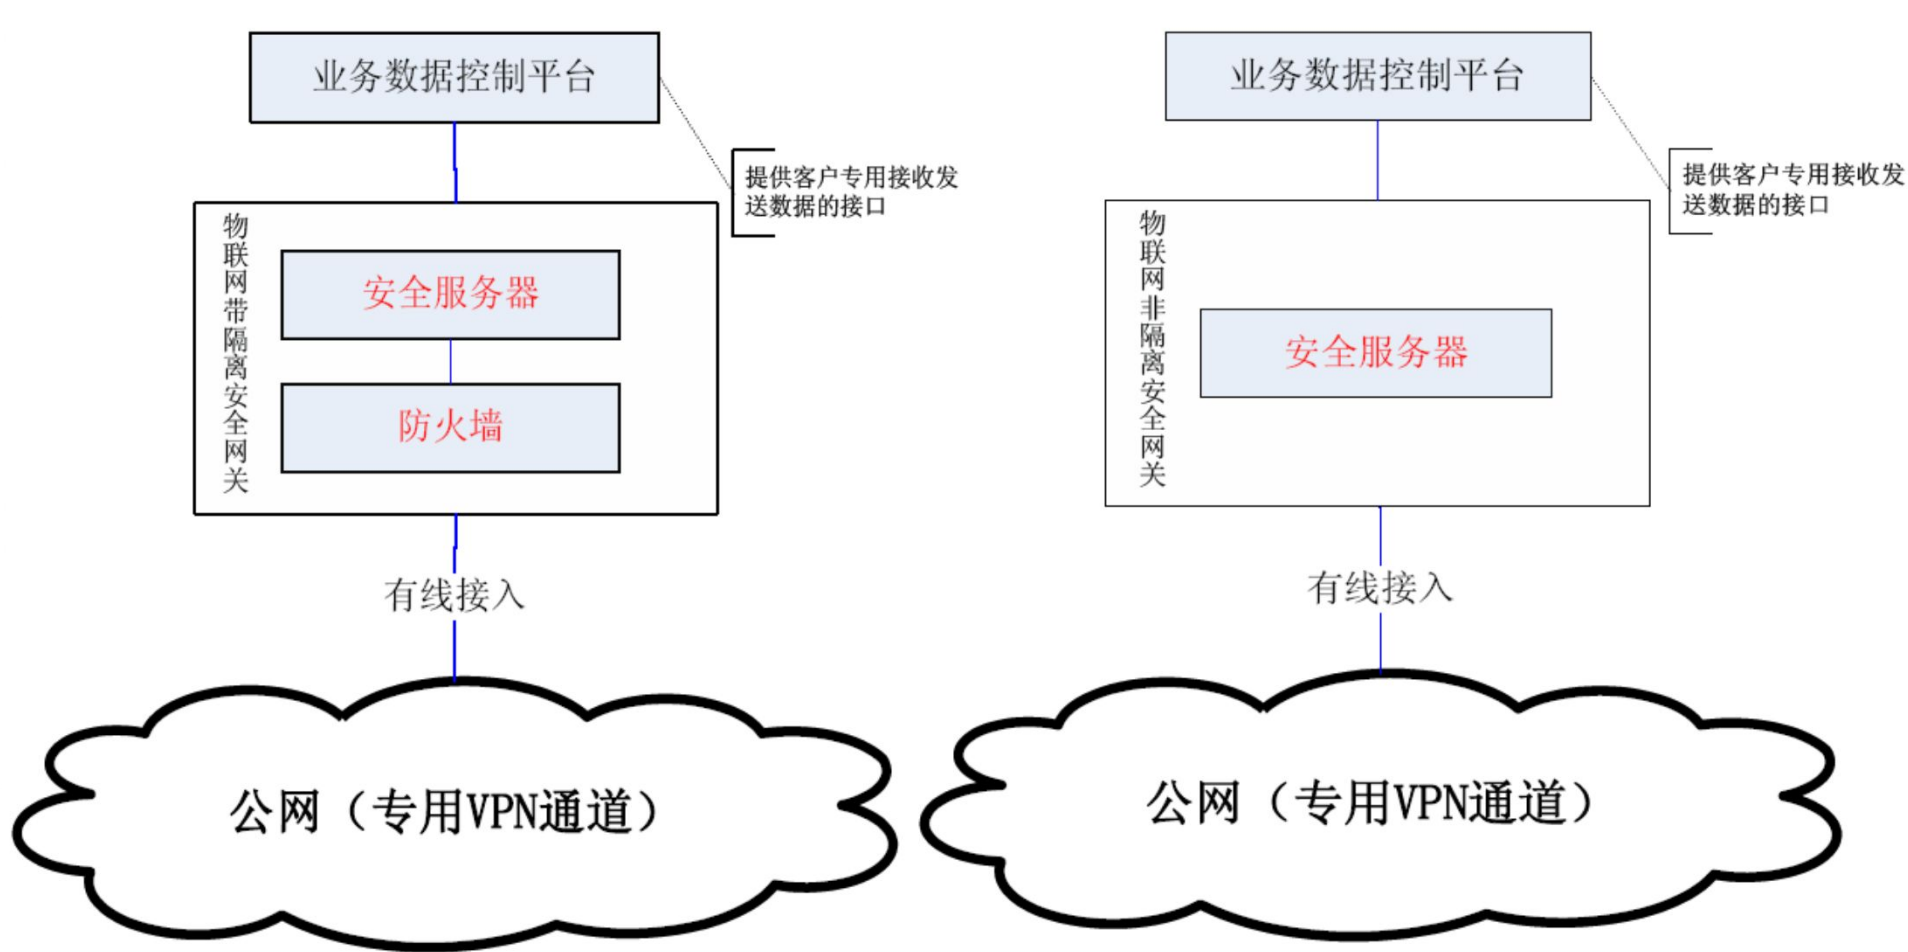 业务数据控制平台
提供客户专用接收发
送数据的接口
物联网带隔离安全网关
安全服务器
防火墙
有线接入
公网（专用VPN通道）
业务数据控制平台
提供客户专用接收发
送数据的接口
物联网非隔离安全网关
安全服务器
有线接入
公网（专用VPN通道）